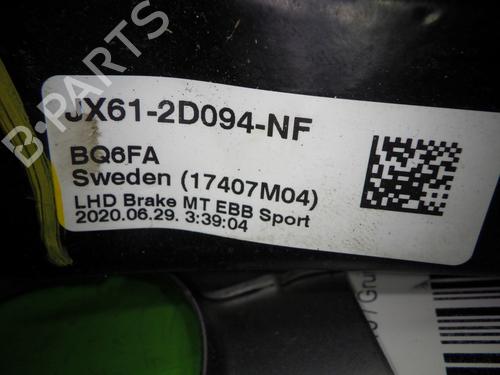 JX61-2D094-NF
BQ6FA
Sweden (17407M04)
LHD Brake MT EBB Sport
2020.06.29. 3:39:04
B-PARTS